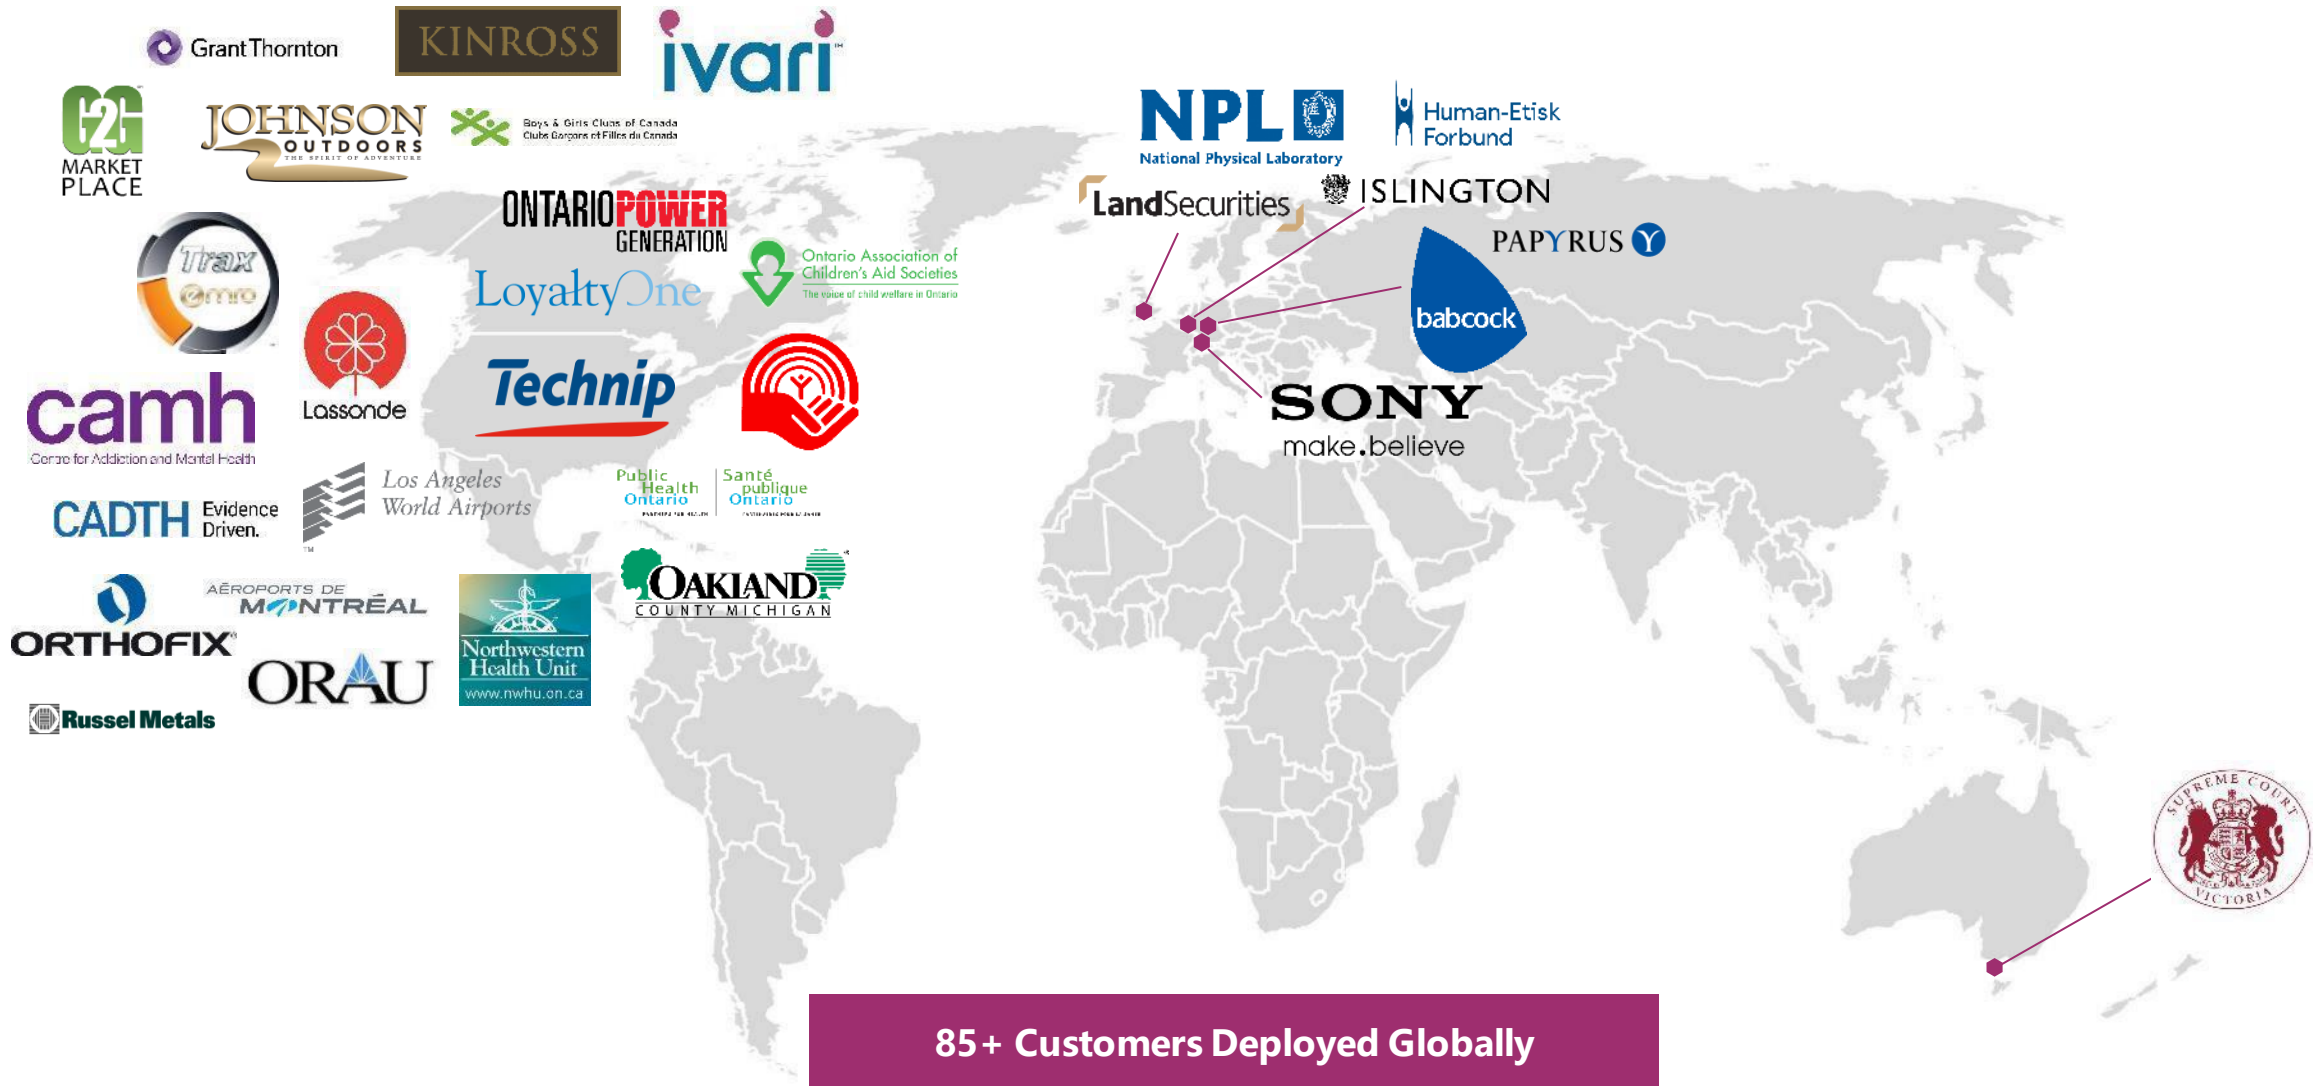 Grant Thornton
KINROSS
ivari
G2G
MARKET
PLACE
JOHNSON
OUTDOORS
THE SPIRIT OF ADVENTURE
Boys & Girls Clubs of Canada
Clubs Garçons et Filles du Canada
ONTARIOPOWER
GENERATION
Trax
emro
LoyaltyOne
Ontario Association of
Children's Aid Societies
The voice of child welfare in Ontario
Lassonde
Technip
camh
Centre for Addiction and Mental Health
CADTH Evidence
Driven.
Los Angeles
World Airports
TM
Public
Health
Ontario
Santé
publique
Ontario
OAKLAND
COUNTY MICHIGAN
ORTHOFIX
AÉROPORTS DE
MONTRÉAL
Northwestern
Health Unit
www.nwhu.on.ca
ORAU
Russel Metals
NPL
National Physical Laboratory
Human-Etisk
Forbund
LandSecurities
ISLINGTON
PAPYRUS
babcock
SONY
make.believe
SUPREME COURT
VICTORIA
85+ Customers Deployed Globally